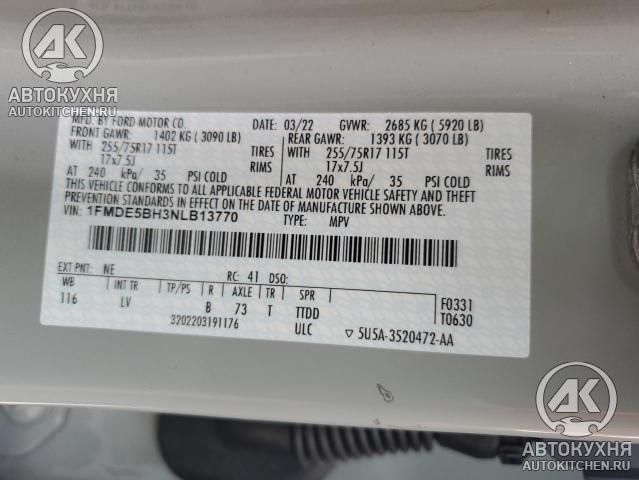 АВТОКУХНЯ
AUTOKITCHEN.RU
MFD. BY FORD MOTOR CO.
DATE: 03/22 GVWR: 2685 KG ( 5920 LB)
FRONT GAWR: 1402 KG ( 3090 LB)
REAR GAWR: 1393 KG ( 3070 LB)
WITH 255/75R17 115T TIRES
WITH 255/75R17 115T TIRES
17x7.5J RIMS
17x7.5J RIMS
AT 240 kPa/ 35 PSI COLD
AT 240 kPa/ 35 PSI COLD
THIS VEHICLE CONFORMS TO ALL APPLICABLE FEDERAL MOTOR VEHICLE SAFETY AND THEFT
PREVENTION STANDARDS IN EFFECT ON THE DATE OF MANUFACTURE SHOWN ABOVE.
VIN: 1FMDE5BH3NLB13770
TYPE: MPV
EXT PNT: NE RC: 41 DSO:
WB INT TR TP/PS R AXLE TR SPR
116 LV B 73 T TTDD
F0331
T0630
3202203191176 ULC ▽ 5U5A-3520472-AA
АВТОКУХНЯ
AUTOKITCHEN.RU